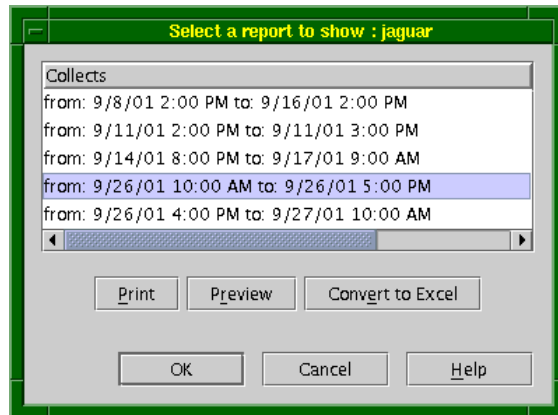 Select a report to show : jaguar
Collects
from: 9/8/01 2:00 PM to: 9/16/01 2:00 PM
from: 9/11/01 2:00 PM to: 9/11/01 3:00 PM
from: 9/14/01 8:00 PM to: 9/17/01 9:00 AM
from: 9/26/01 10:00 AM to: 9/26/01 5:00 PM
from: 9/26/01 4:00 PM to: 9/27/01 10:00 AM
Print Preview Convert to Excel
OK Cancel Help